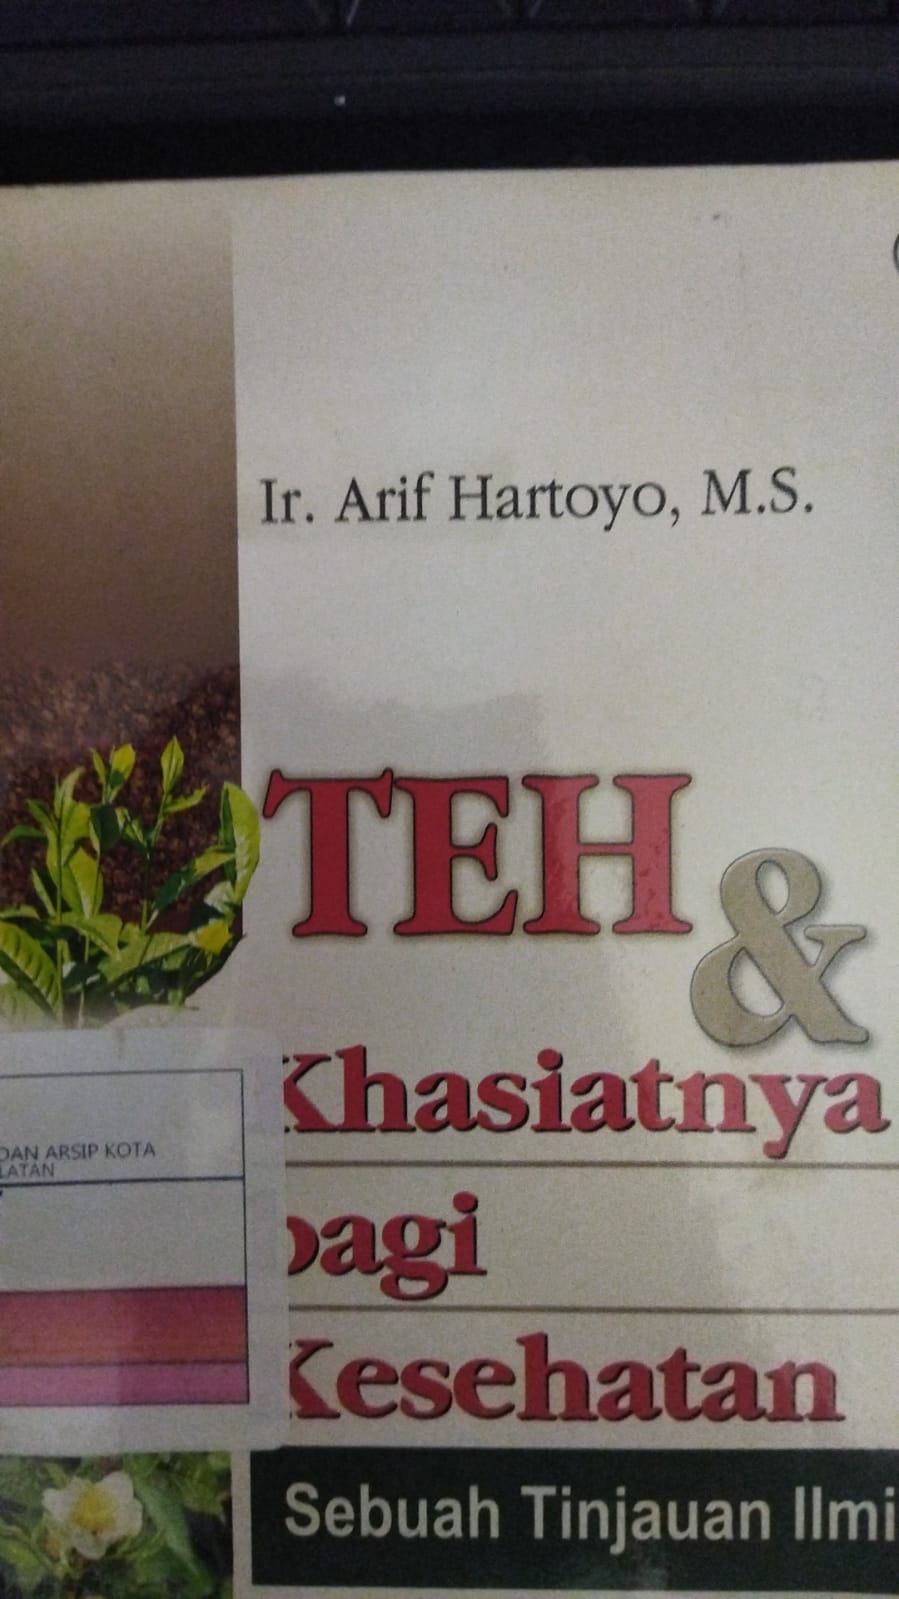 Ir. Arif Hartoyo, M.S.
TEH
&
Khasiatnya
bagi
Kesehatan
DAN ARSIP KOTA
LATAN
Sebuah Tinjauan Ilmi